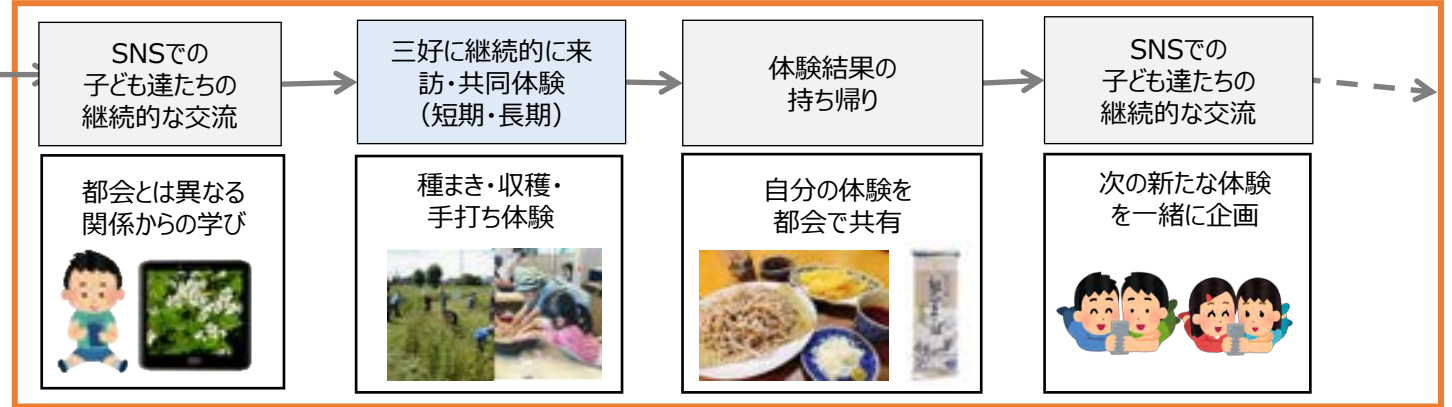 SNSでの
子ども達たちの
継続的な交流
三好に継続的に来
訪・共同体験
（短期・長期）
体験結果の
持ち帰り
SNSでの
子ども達たちの
継続的な交流
都会とは異なる
関係からの学び
種まき・収穫・
手打ち体験
自分の体験を
都会で共有
次の新たな体験
を一緒に企画